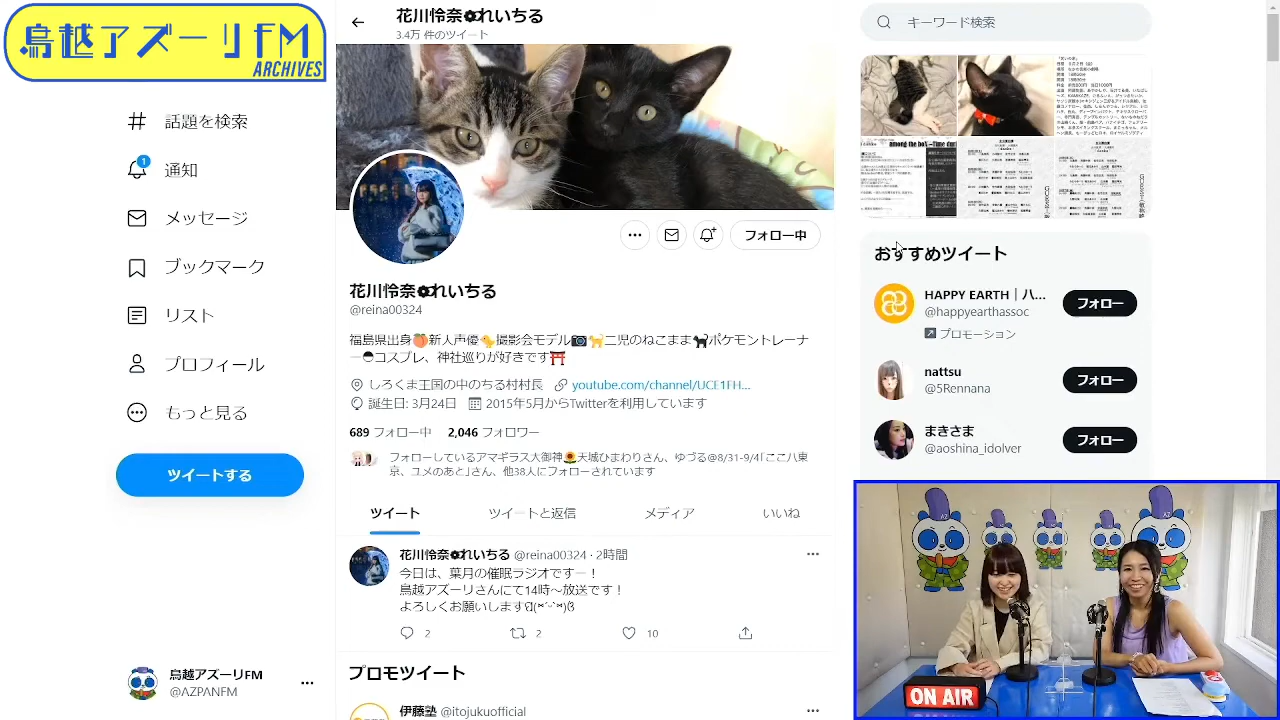 鳥越アズーリFM
ARCHIVES
話題を検索
1
通知
メッセージ
ブックマーク
リスト
プロフィール
もっと見る
ツイートする
鳥越アズーリFM
@AZPANFM
花川怜奈れいちる
3.4万 件のツイート
フォロー中
花川怜奈れいちる
@reina00324
福島県出身🍑新人声優🐤撮影会モデル📷🐈二児のねこまま🐈‍⬛ポケモントレーナ
ーコスプレ、神社巡りが好きです⛩
しろくま王国の中のちる村村長 youtube.com/channel/UCE1FH...
誕生日: 3月24日 2015年5月からTwitterを利用しています
689 フォロー中 2,046 フォロワー
フォローしているアマギラス大御神🌻天城ひまわりさん、ゆづる@8/31-9/4「ここ八東
京、ユメのあと」さん、他38人にフォローされています
ツイート ツイートと返信 メディア いいね
花川怜奈れいちる @reina00324 · 2時間
今日は、葉月の催眠ラジオですー！
鳥越アズーリさんにて14時〜放送です！
よろしくお願いします
2 2 10
プロモツイート
伊藤塾 @itojukuofficial
キーワード検索
おすすめツイート
HAPPY EARTH｜ハ...
@happyearthassoc
プロモーション
フォロー
nattsu
@5Rennana
フォロー
まきさま
@aoshina_idolver
フォロー
ON AIR